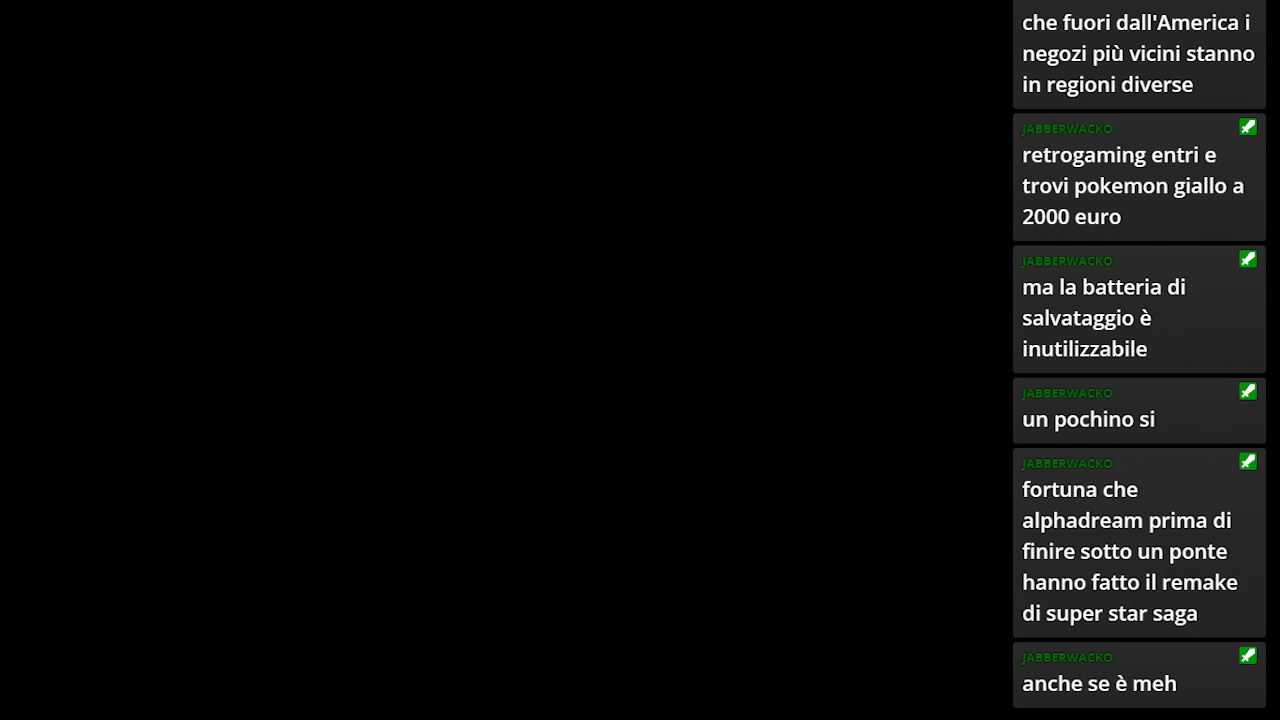 che fuori dall'America i
negozi più vicini stanno
in regioni diverse
JABBERWACKO
retrogaming entri e
trovi pokemon giallo a
2000 euro
JABBERWACKO
ma la batteria di
salvataggio è
inutilizzabile
JABBERWACKO
un pochino si
JABBERWACKO
fortuna che
alphadream prima di
finire sotto un ponte
hanno fatto il remake
di super star saga
JABBERWACKO
anche se è meh